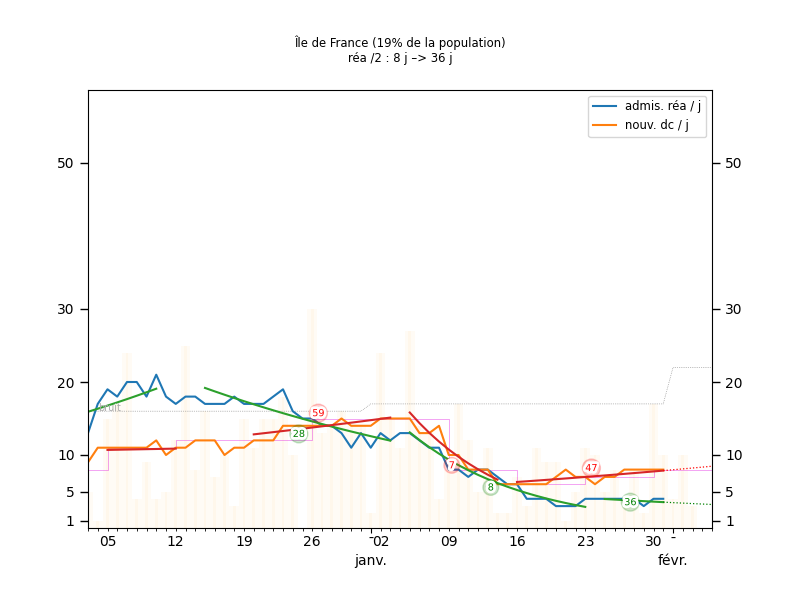 Île de France (19% de la population)
réa /2 : 8 j –> 36 j
admis. réa / j
nouv. dc / j
50 50
30 30
20 20
10 10
5 5
1 1
bruit
59
28
7
8
47
36
05 12 19 26 02 09 16 23 30
janv. févr.